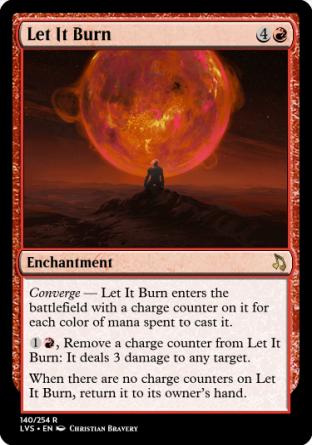 Let It Burn 4
Enchantment
Converge — Let It Burn enters the
battlefield with a charge counter on it for
each color of mana spent to cast it.
1, Remove a charge counter from Let It
Burn: It deals 3 damage to any target.
When there are no charge counters on Let
It Burn, return it to its owner's hand.
140/254 R
LVS • EN Christian Bravery